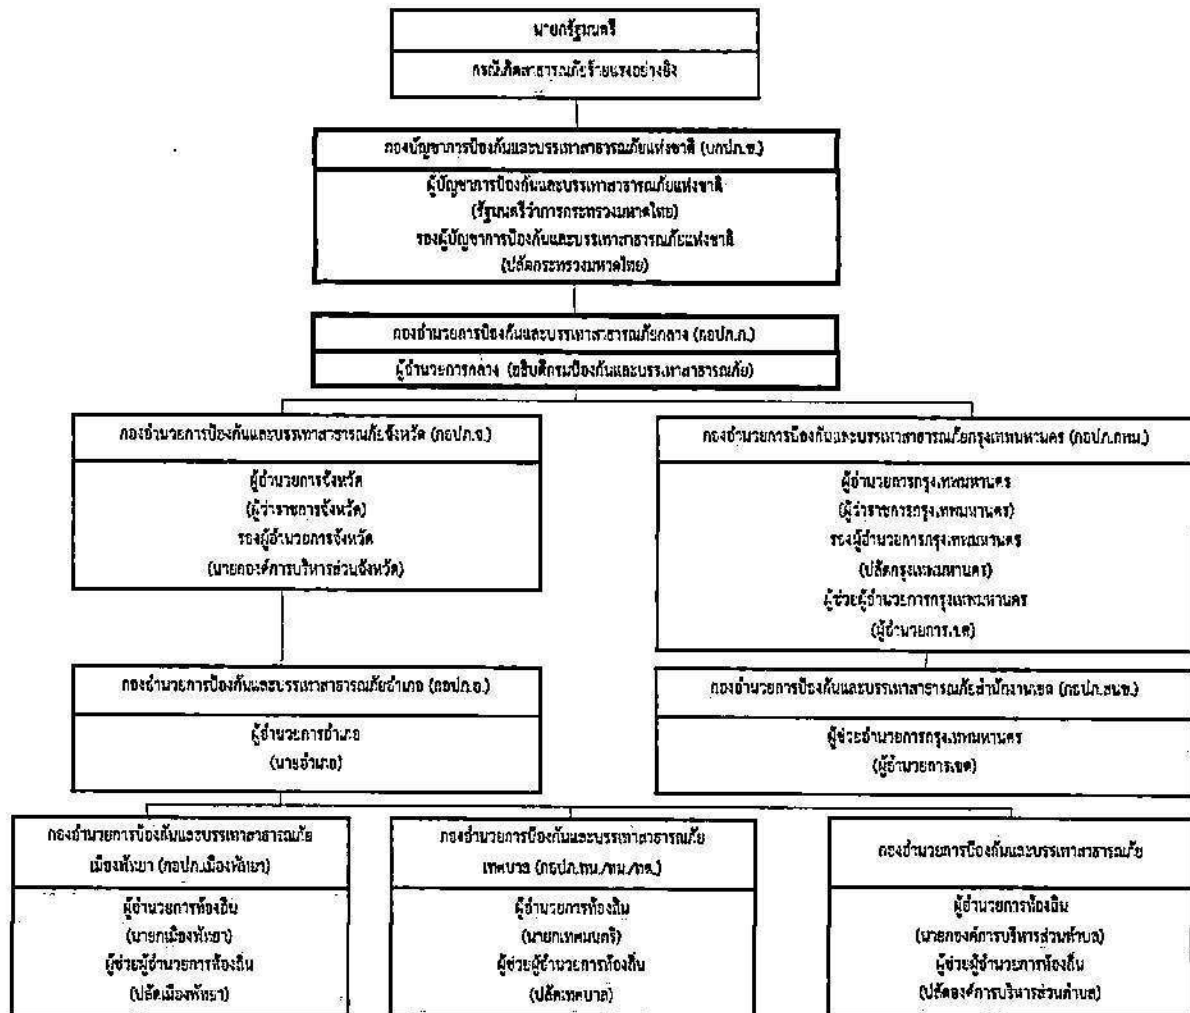 นายกรัฐมนตรี
กรณีเกิดสาธารณภัยร้ายแรงอย่างยิ่ง
กองบัญชาการป้องกันและบรรเทาสาธารณภัยแห่งชาติ (บกปภ.ช.)
ผู้บัญชาการป้องกันและบรรเทาสาธารณภัยแห่งชาติ
(รัฐมนตรีว่าการกระทรวงมหาดไทย)
รองผู้บัญชาการป้องกันและบรรเทาสาธารณภัยแห่งชาติ
(ปลัดกระทรวงมหาดไทย)
กองอำนวยการป้องกันและบรรเทาสาธารณภัยกลาง (กอปภ.ก.)
ผู้อำนวยการกลาง (อธิบดีกรมป้องกันและบรรเทาสาธารณภัย)
กองอำนวยการป้องกันและบรรเทาสาธารณภัยจังหวัด (กอปภ.จ.)
ผู้อำนวยการจังหวัด
(ผู้ว่าราชการจังหวัด)
รองผู้อำนวยการจังหวัด
(นายกองค์การบริหารส่วนจังหวัด)
กองอำนวยการป้องกันและบรรเทาสาธารณภัยกรุงเทพมหานคร (กอปภ.กทม.)
ผู้อำนวยการกรุงเทพมหานคร
(ผู้ว่าราชการกรุงเทพมหานคร)
รองผู้อำนวยการกรุงเทพมหานคร
(ปลัดกรุงเทพมหานคร)
ผู้ช่วยผู้อำนวยการกรุงเทพมหานคร
(ผู้อำนวยการเขต)
กองอำนวยการป้องกันและบรรเทาสาธารณภัยอำเภอ (กอปภ.อ.)
ผู้อำนวยการอำเภอ
(นายอำเภอ)
กองอำนวยการป้องกันและบรรเทาสาธารณภัยสำนักงานเขต (กอปภ.สนข.)
ผู้ช่วยอำนวยการกรุงเทพมหานคร
(ผู้อำนวยการเขต)
กองอำนวยการป้องกันและบรรเทาสาธารณภัย
เมืองพัทยา (กอปภ.เมืองพัทยา)
ผู้อำนวยการท้องถิ่น
(นายกเมืองพัทยา)
ผู้ช่วยผู้อำนวยการท้องถิ่น
(ปลัดเมืองพัทยา)
กองอำนวยการป้องกันและบรรเทาสาธารณภัย
เทศบาล (กอปภ.ทน./ทม./ทต.)
ผู้อำนวยการท้องถิ่น
(นายกเทศมนตรี)
ผู้ช่วยผู้อำนวยการท้องถิ่น
(ปลัดเทศบาล)
กองอำนวยการป้องกันและบรรเทาสาธารณภัย
ผู้อำนวยการท้องถิ่น
(นายกองค์การบริหารส่วนตำบล)
ผู้ช่วยผู้อำนวยการท้องถิ่น
(ปลัดองค์การบริหารส่วนตำบล)